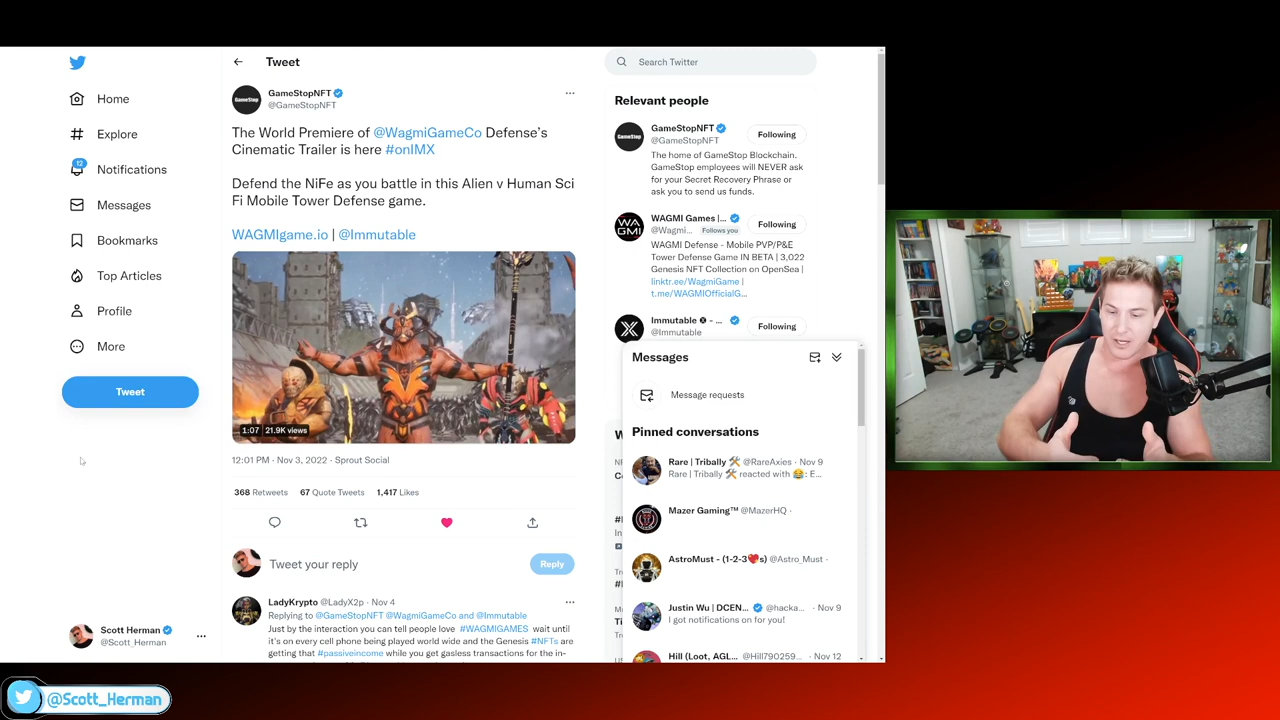 Tweet
Search Twitter
Home
Explore
12
Notifications
Messages
Bookmarks
Top Articles
Profile
More
Tweet
Scott Herman
@Scott_Herman
GameStop
GameStopNFT
@GameStopNFT
The World Premiere of @WagmiGameCo Defense's
Cinematic Trailer is here #onIMX
Defend the NiFe as you battle in this Alien v Human Sci
Fi Mobile Tower Defense game.
WAGMIgame.io | @Immutable
1:07 21.9K views
12:01 PM · Nov 3, 2022 · Sprout Social
368 Retweets 67 Quote Tweets 1,417 Likes
Tweet your reply
Reply
LadyKrypto @LadyX2p · Nov 4
Replying to @GameStopNFT @WagmiGameCo and @Immutable
Just by the interaction you can tell people love #WAGMIGAMES wait until
it's on every cell phone being played world wide and the Genesis #NFTs are
getting that #passiveincome while you get gasless transactions for the in-
Relevant people
GameStop
GameStopNFT
@GameStopNFT
Following
The home of GameStop Blockchain.
GameStop employees will NEVER ask
for your Secret Recovery Phrase or
ask you to send us funds.
WA
GMI
WAGMI Games |...
@Wagmi... Follows you
Following
WAGMI Defense - Mobile PVP/P&E
Tower Defense Game IN BETA | 3,022
Genesis NFT Collection on OpenSea |
linktr.ee/WagmiGame |
t.me/WAGMIOfficialG...
Immutable - ...
@Immutable
Following
Messages
Message requests
Pinned conversations
Rare | Tribally 🛠 @RareAxies · Nov 9
Rare | Tribally 🛠 reacted with 😂: E...
Mazer Gaming™ @MazerHQ ·
AstroMust - (1-2-3❤s) @Astro_Must ·
Justin Wu | DCEN... @hacka... · Nov 9
I got notifications on for you!
Hill (Loot, AGL... @Hill790259... · Nov 12
@Scott_Herman